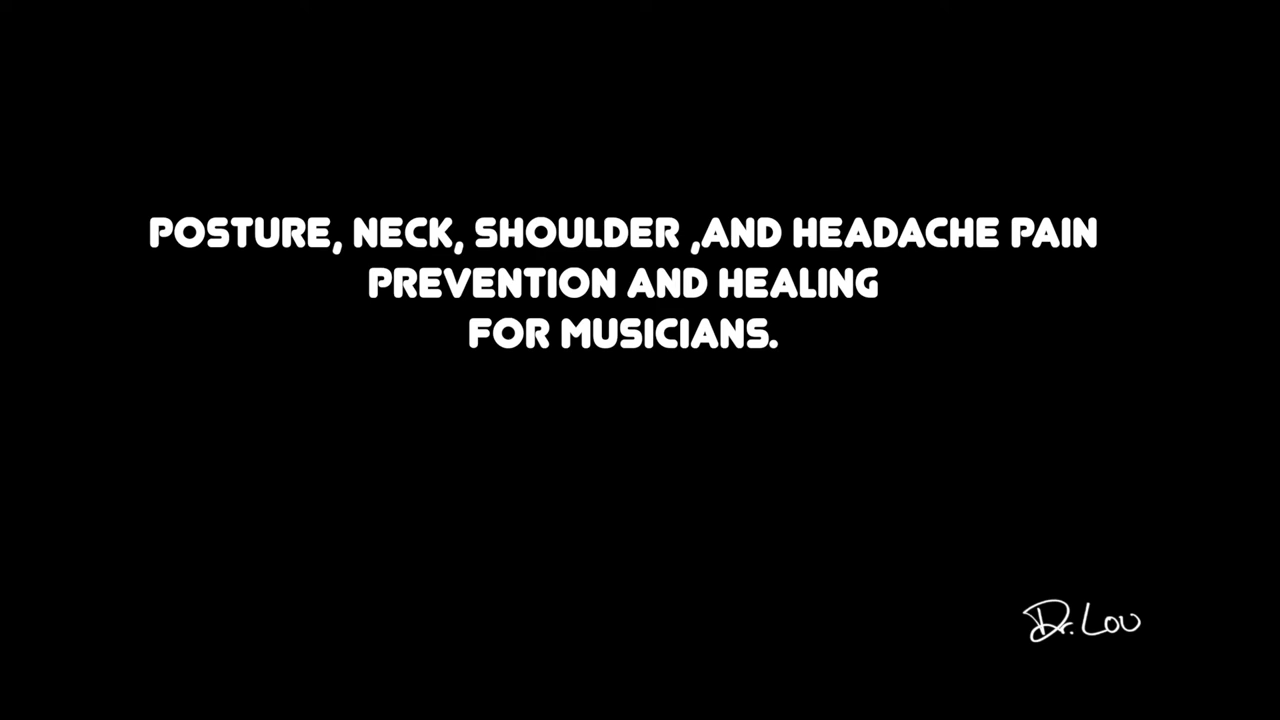 POSTURE, NECK, SHOULDER ,AND HEADACHE PAIN
PREVENTION AND HEALING
FOR MUSICIANS.
Dr. Lou